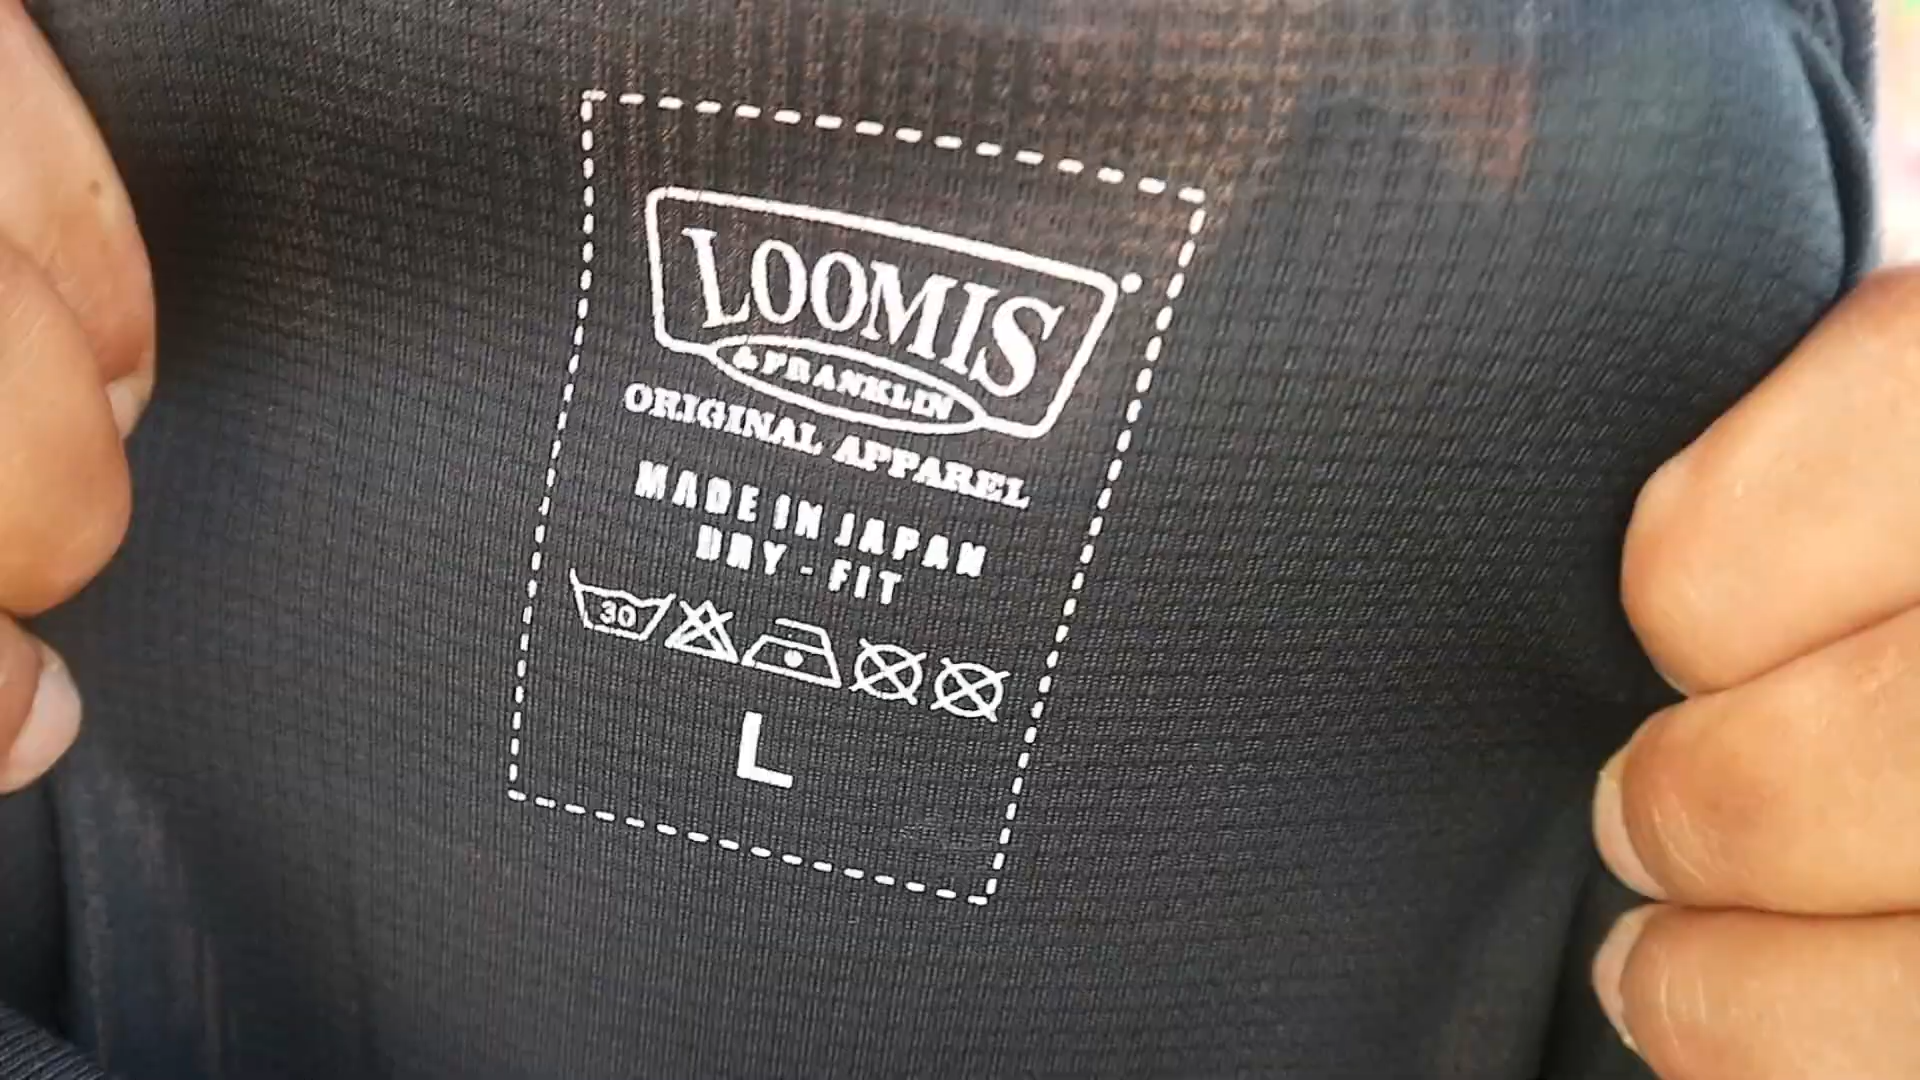 LOOMIS
& FRANKLIN
ORIGINAL APPAREL
MADE IN JAPAN
DRY - FIT
30
L